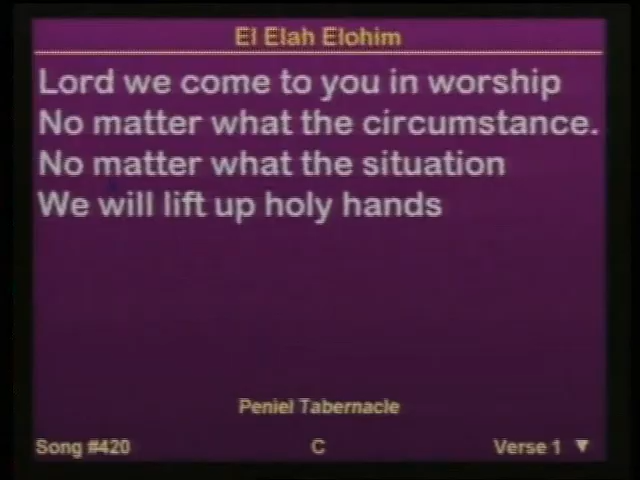 El Elah Elohim
Lord we come to you in worship
No matter what the circumstance.
No matter what the situation
We will lift up holy hands
Peniel Tabernacle
Song #420
C
Verse 1 ▼